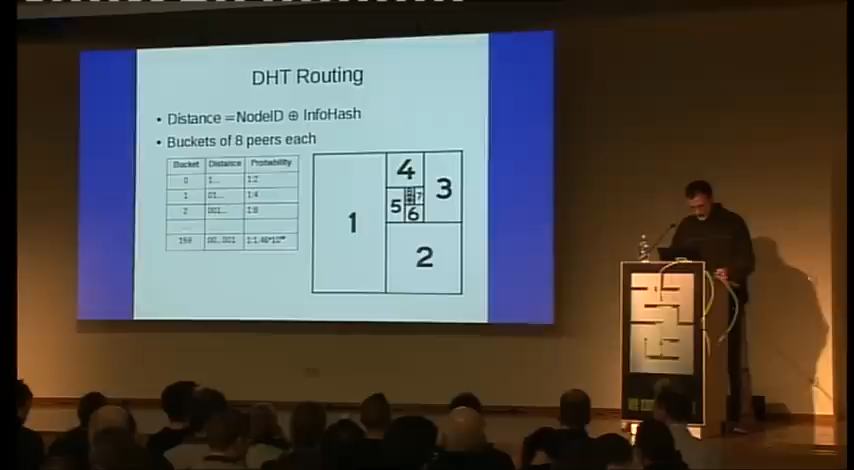 DHT Routing
• Distance =NodeID ⊕ InfoHash
• Buckets of 8 peers each
Bucket Distance Probability
0 1... 1:2
1 01... 1:4
2 001... 1:8
...
159 00...001
4
3
7
5
6
1
2